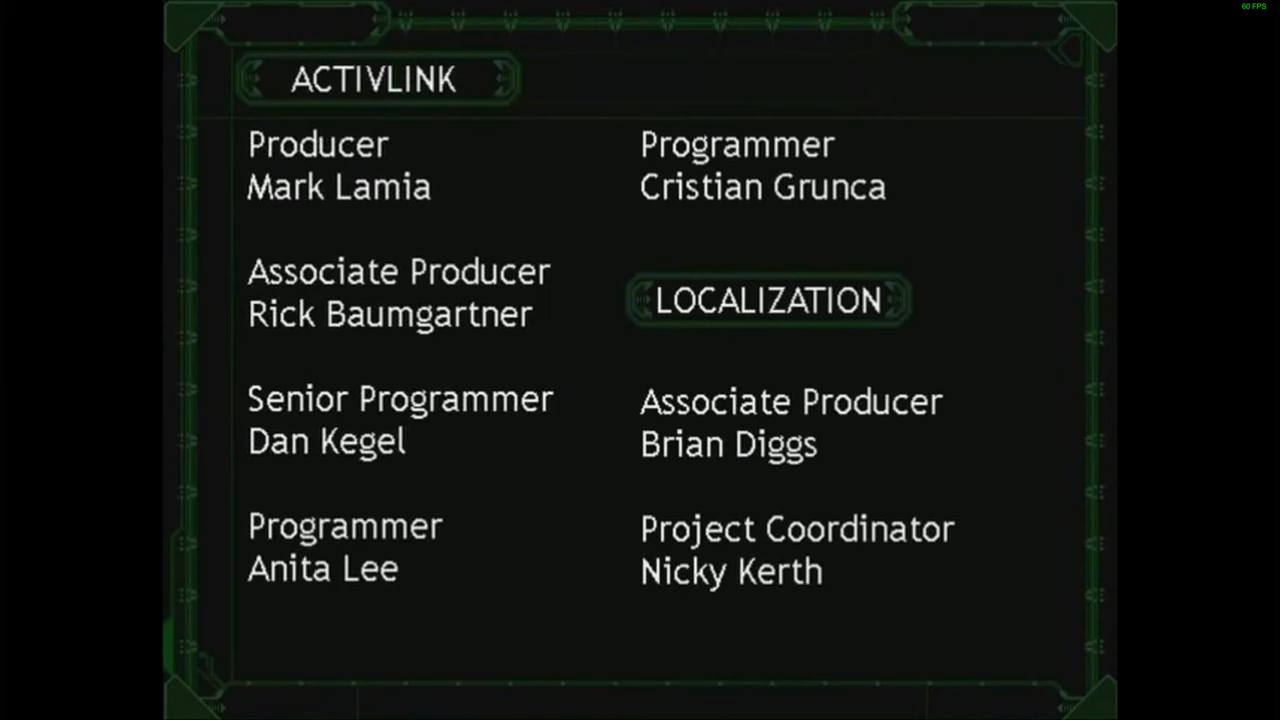 60 FPS
ACTIVLINK
Producer
Mark Lamia
Associate Producer
Rick Baumgartner
Senior Programmer
Dan Kegel
Programmer
Anita Lee
Programmer
Cristian Grunca
LOCALIZATION
Associate Producer
Brian Diggs
Project Coordinator
Nicky Kerth